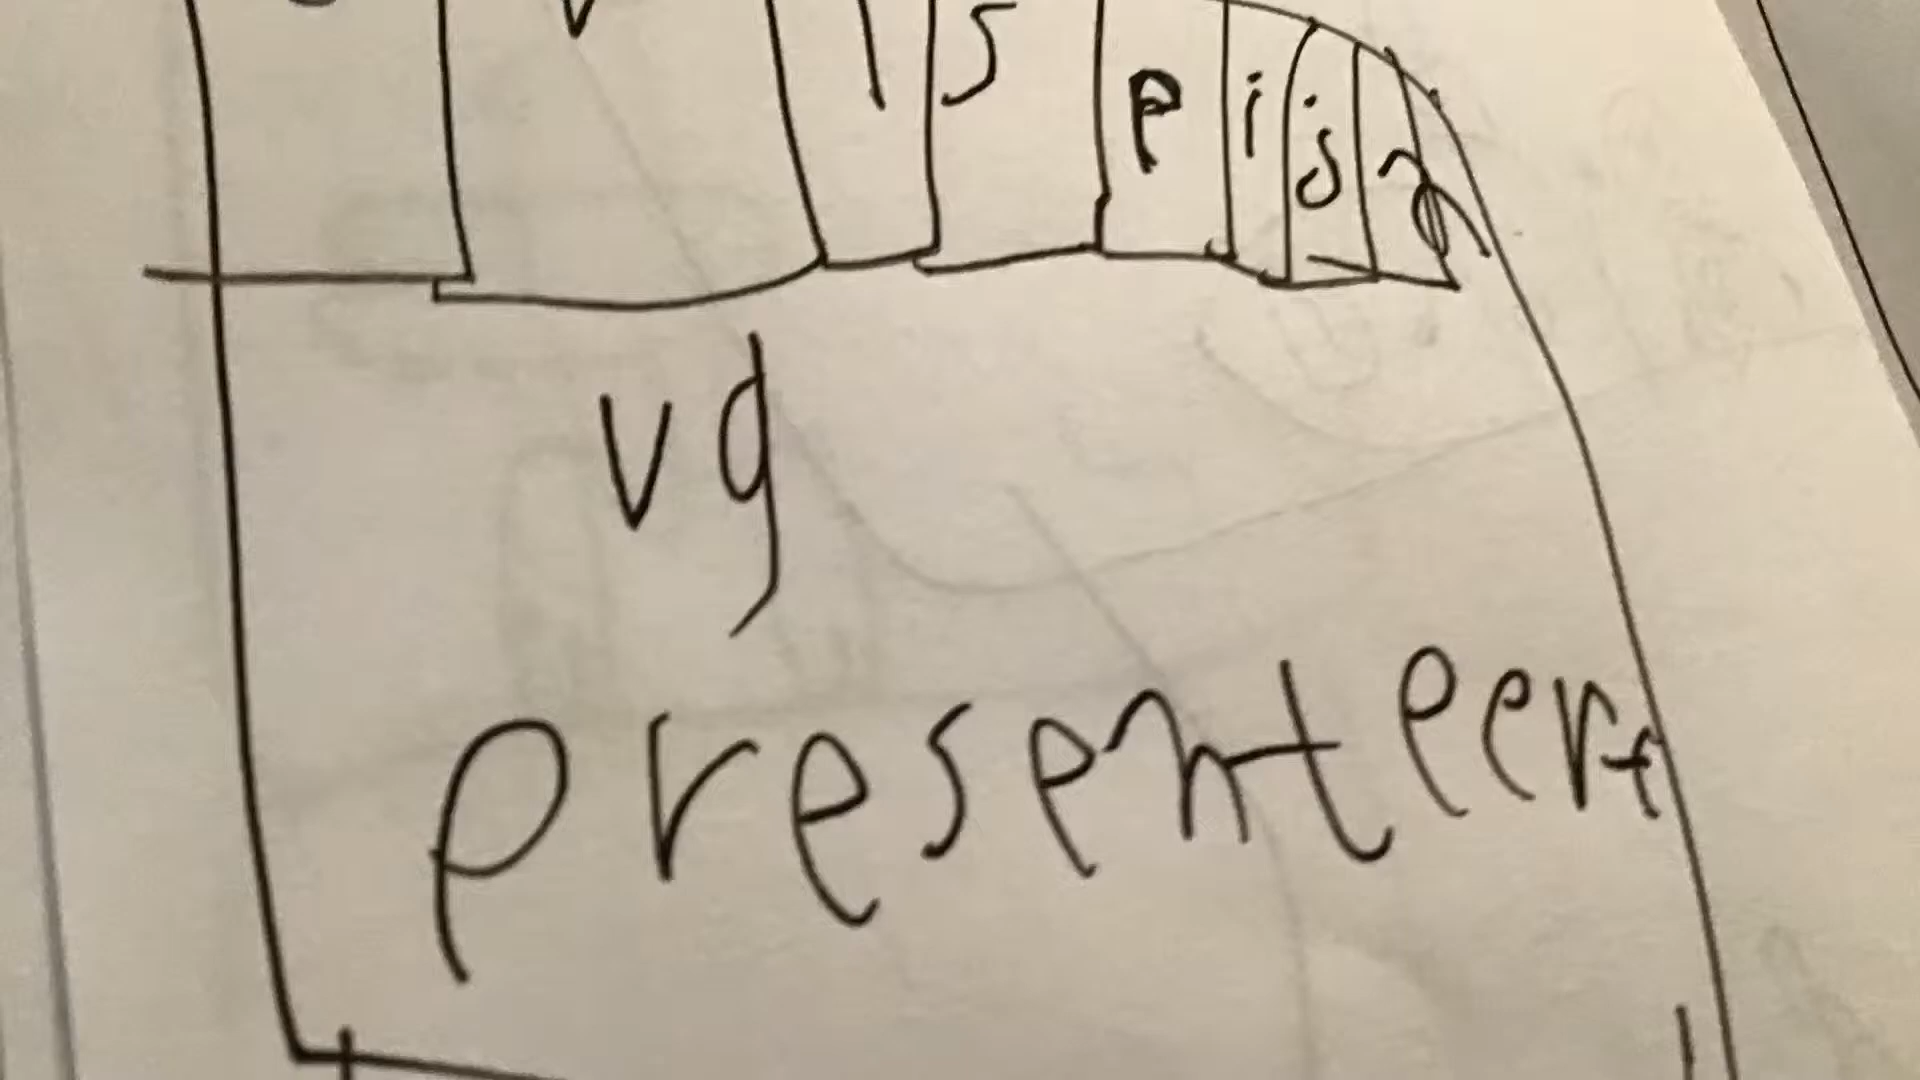 v i s p i j n
vg
presenteert